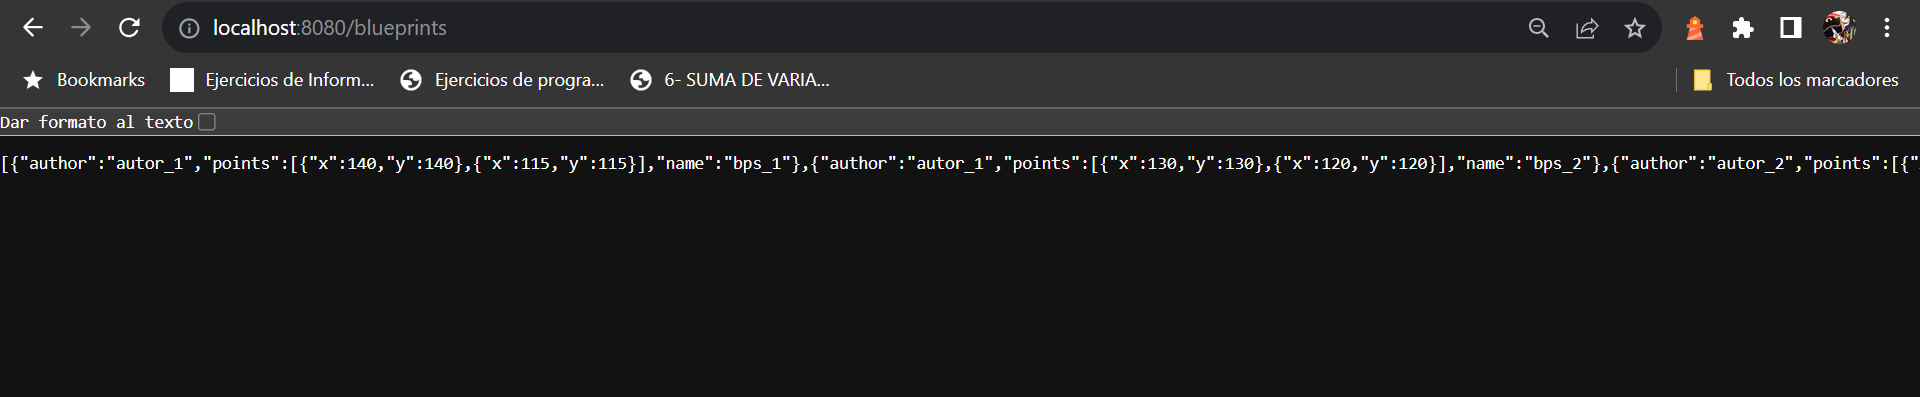 localhost:8080/blueprints
Bookmarks Ejercicios de Inform... Ejercicios de progra... 6- SUMA DE VARIA... Todos los marcadores
Dar formato al texto
[{"author":"autor_1","points":[{"x":140,"y":140},{"x":115,"y":115}],"name":"bps_1"},{"author":"autor_1","points":[{"x":130,"y":130},{"x":120,"y":120}],"name":"bps_2"},{"author":"autor_2","points":[{"